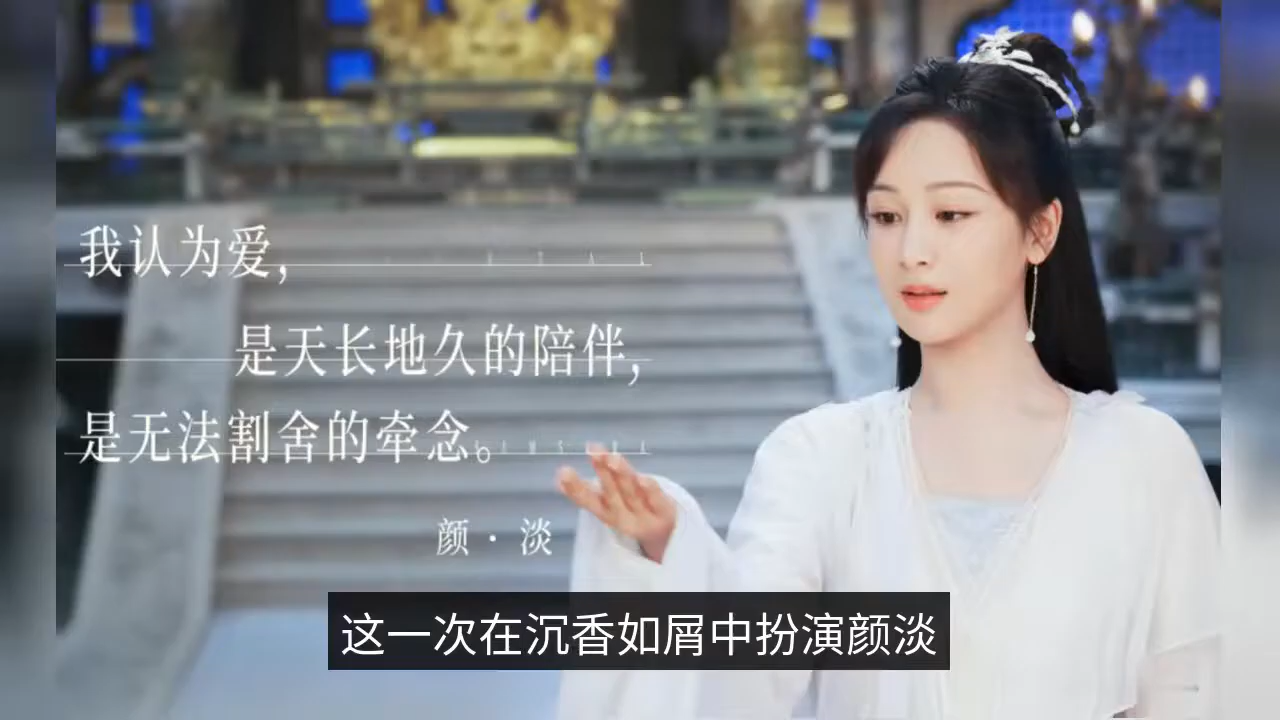 我认为爱，
是天长地久的陪伴，
是无法割舍的牵念。
颜·淡
这一次在沉香如屑中扮演颜淡